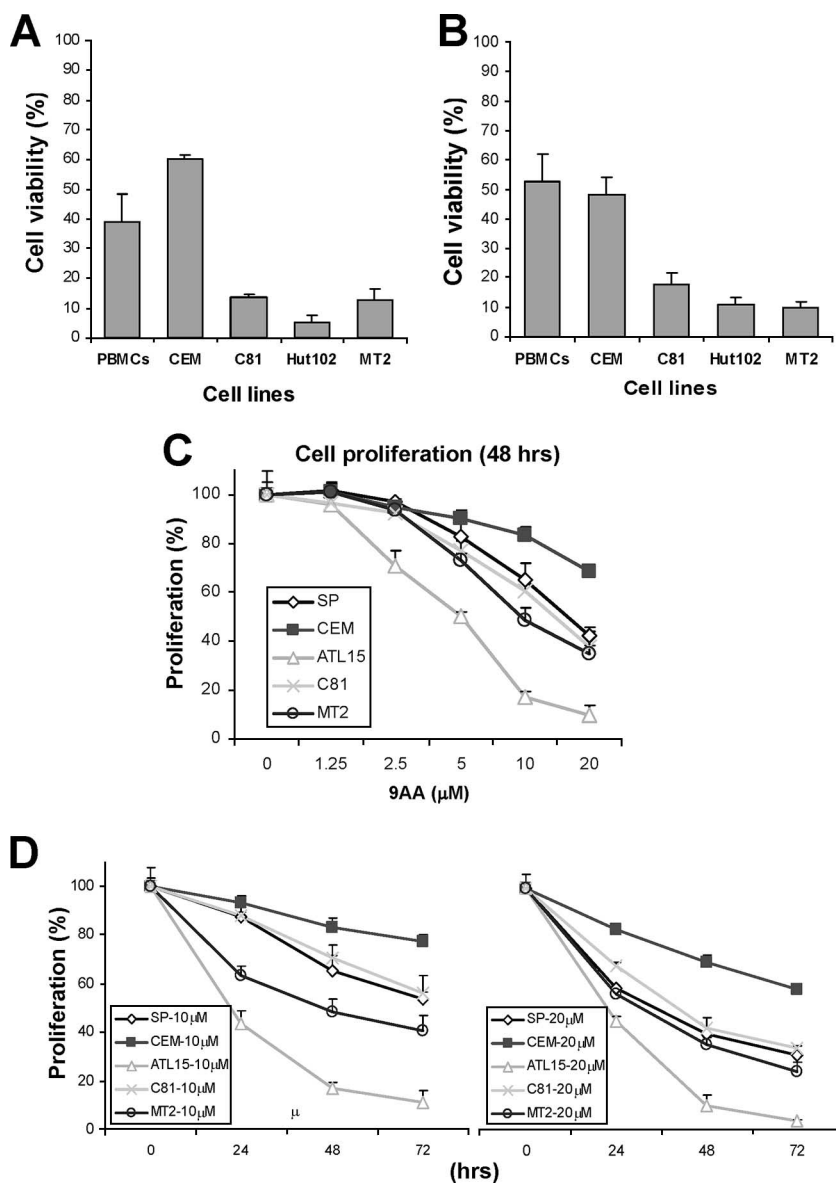 A
100
90
80
70
60
50
40
30
20
10
0
Cell viability (%)
PBMCs CEM C81 Hut102 MT2
Cell lines
B
100
90
80
70
60
50
40
30
20
10
0
Cell viability (%)
PBMCs CEM C81 Hut102 MT2
Cell lines
C
Cell proliferation (48 hrs)
100
80
60
40
20
0
Proliferation (%)
SP
CEM
ATL15
C81
MT2
0 1.25 2.5 5 10 20
9AA (μM)
D
100
80
60
40
20
0
Proliferation (%)
SP-10μM
CEM-10μM
ATL15-10μM
C81-10μM
MT2-10μM
μ
0 24 48 72
SP-20μM
CEM-20μM
ATL15-20μM
C81-20μM
MT2-20μM
0 24 48 72
(hrs)